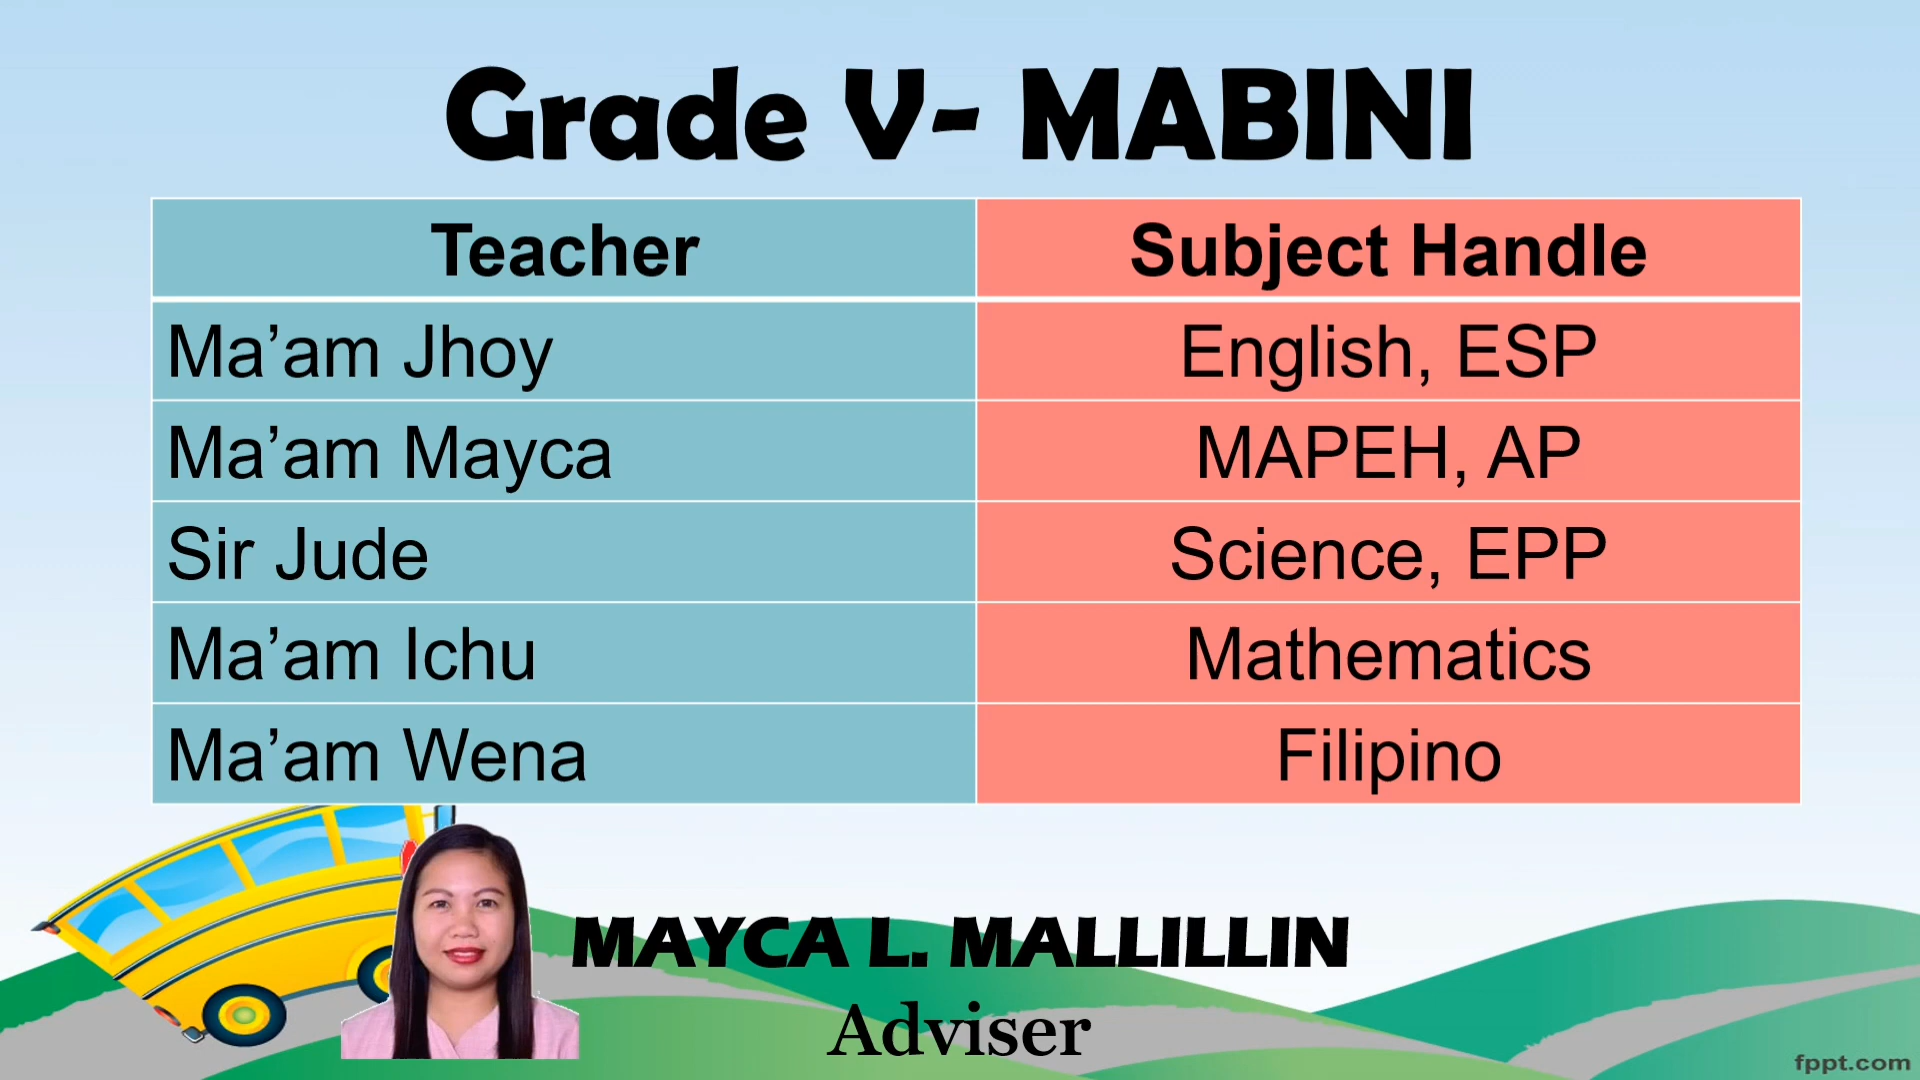 Grade V- MABINI
Teacher Subject Handle
Ma’am Jhoy English, ESP
Ma’am Mayca MAPEH, AP
Sir Jude Science, EPP
Ma’am Ichu Mathematics
Ma’am Wena Filipino
MAYCA L. MALLILLIN
Adviser
fppt.com